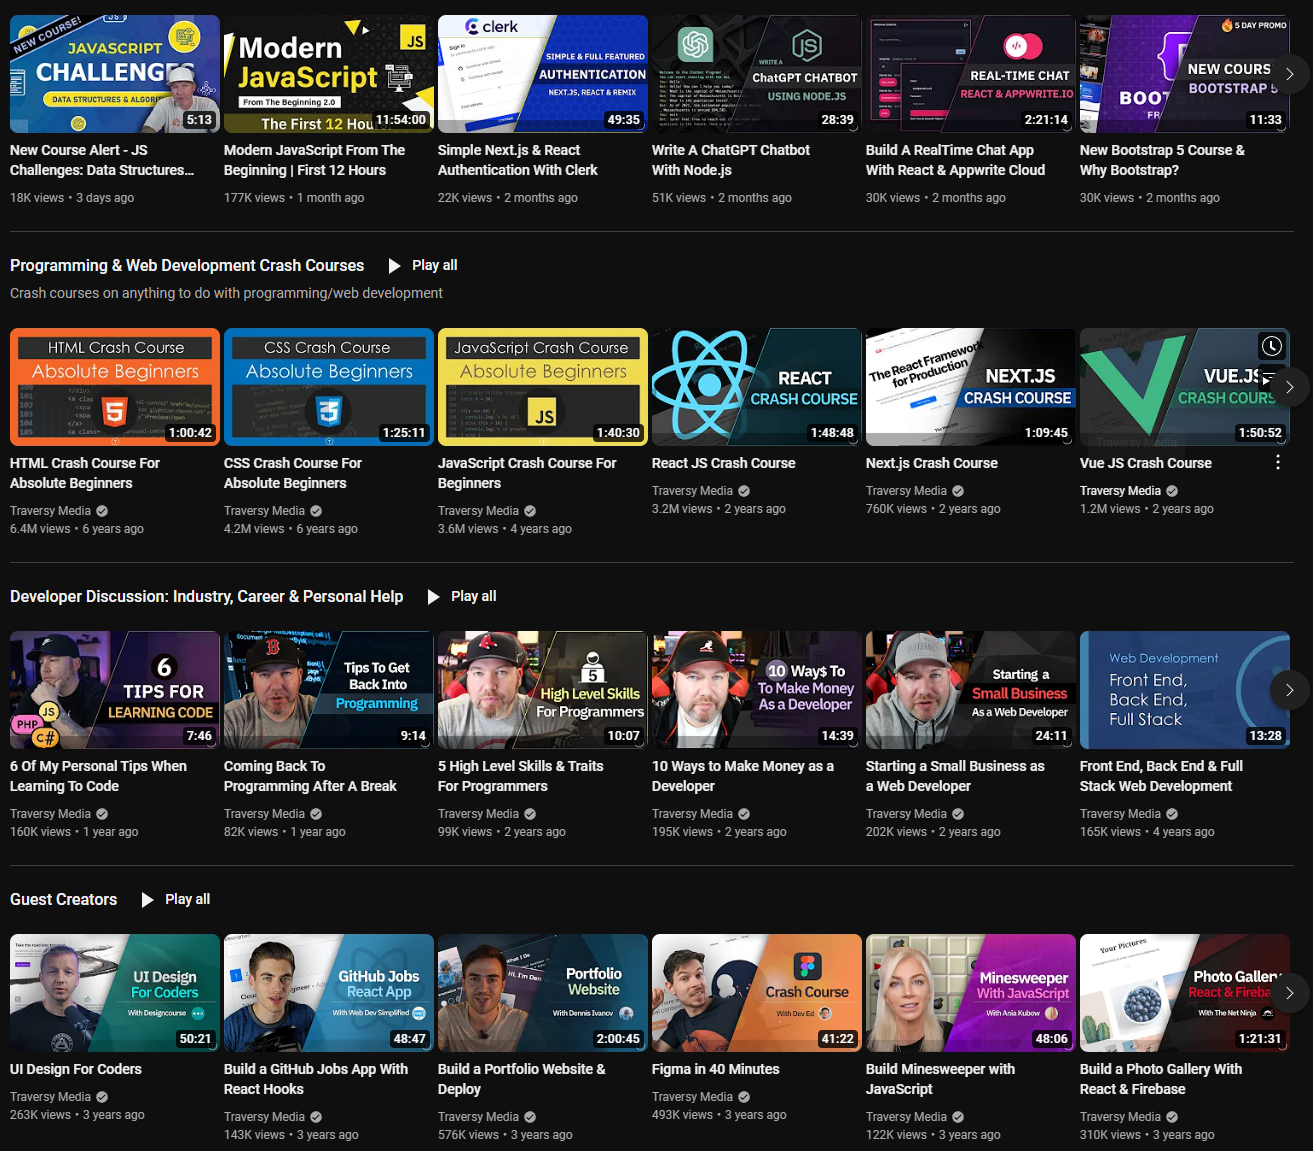 NEW COURSE!
JS
JAVASCRIPT
CHALLENGES
DATA STRUCTURES & ALGORI
5:13
Modern
JavaScript
JS
From The Beginning 2.0
The First 12 Hou
11:54:00
clerk
Sign in
SIMPLE & FULL FEATURED
AUTHENTICATION
NEXT.JS, REACT & REMIX
49:35
WRITE A
ChatGPT CHATBOT
USING NODE.JS
28:39
REAL-TIME CHAT
REACT & APPWRITE.IO
2:21:14
5 DAY PROMO
NEW COURS
BOOTSTRAP 5
BOOT
11:33
New Course Alert - JS
Challenges: Data Structures...
18K views • 3 days ago
Modern JavaScript From The
Beginning | First 12 Hours
177K views • 1 month ago
Simple Next.js & React
Authentication With Clerk
22K views • 2 months ago
Write A ChatGPT Chatbot
With Node.js
51K views • 2 months ago
Build A RealTime Chat App
With React & Appwrite Cloud
30K views • 2 months ago
New Bootstrap 5 Course &
Why Bootstrap?
30K views • 2 months ago
Programming & Web Development Crash Courses
Play all
Crash courses on anything to do with programming/web development
HTML Crash Course
Absolute Beginners
5
1:00:42
CSS Crash Course
Absolute Beginners
3
1:25:11
JavaScript Crash Course
Absolute Beginners
JS
1:40:30
REACT
CRASH COURSE
1:48:48
The React Framework
for Production
NEXT.JS
CRASH COURSE
1:09:45
VUE.JS
CRASH COURS
Traversy Media
1:50:52
HTML Crash Course For
Absolute Beginners
Traversy Media
6.4M views • 6 years ago
CSS Crash Course For
Absolute Beginners
Traversy Media
4.2M views • 6 years ago
JavaScript Crash Course For
Beginners
Traversy Media
3.6M views • 4 years ago
React JS Crash Course
Traversy Media
3.2M views • 2 years ago
Next.js Crash Course
Traversy Media
760K views • 2 years ago
Vue JS Crash Course
Traversy Media
1.2M views • 2 years ago
Developer Discussion: Industry, Career & Personal Help
Play all
6
TIPS FOR
LEARNING CODE
JS
PHP
C#
7:46
B
Tips To Get
Back Into
Programming
9:14
5
High Level Skills
For Programmers
10:07
10 Way$ To
To Make Money
As a Developer
14:39
Starting a
Small Business
As a Web Developer
24:11
Web Development
Front End,
Back End,
Full Stack
13:28
6 Of My Personal Tips When
Learning To Code
Traversy Media
160K views • 1 year ago
Coming Back To
Programming After A Break
Traversy Media
82K views • 1 year ago
5 High Level Skills & Traits
For Programmers
Traversy Media
99K views • 2 years ago
10 Ways to Make Money as a
Developer
Traversy Media
195K views • 2 years ago
Starting a Small Business as
a Web Developer
Traversy Media
202K views • 2 years ago
Front End, Back End & Full
Stack Web Development
Traversy Media
165K views • 4 years ago
Guest Creators
Play all
UI Design
For Coders
With Designcourse
50:21
GitHub Jobs
React App
With Web Dev Simplified
48:47
What I Do
Hi, I'm Dan
Portfolio
Website
With Dennis Ivanov
2:00:45
Crash Course
With Dev Ed
41:22
Minesweeper
With JavaScript
With Ania Kubow
48:06
Your Pictures
Photo Gallery
React & Fireba
With The Net Ninja
1:21:31
UI Design For Coders
Traversy Media
263K views • 3 years ago
Build a GitHub Jobs App With
React Hooks
Traversy Media
143K views • 3 years ago
Build a Portfolio Website &
Deploy
Traversy Media
576K views • 3 years ago
Figma in 40 Minutes
Traversy Media
493K views • 3 years ago
Build Minesweeper with
JavaScript
Traversy Media
122K views • 3 years ago
Build a Photo Gallery With
React & Firebase
Traversy Media
310K views • 3 years ago